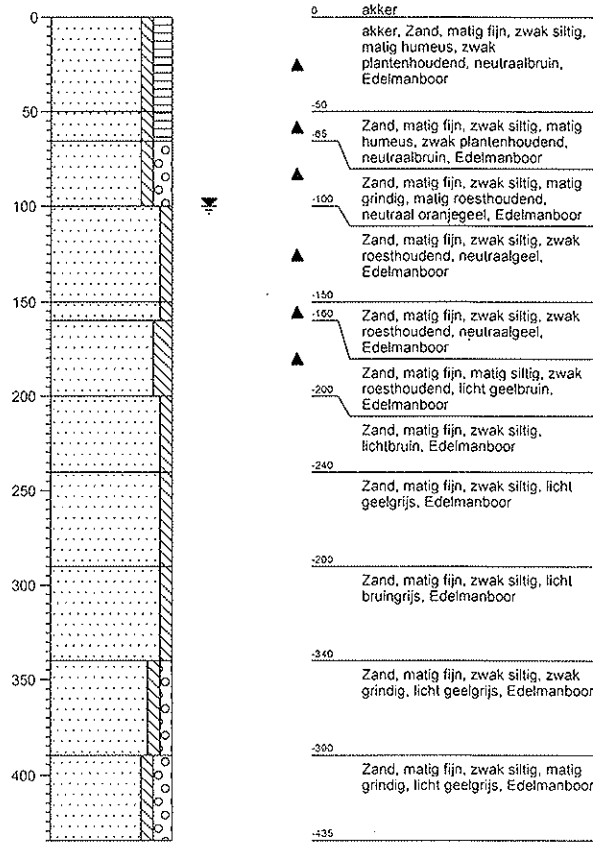 0
50
100
150
200
250
300
350
400
0 akker
akker, Zand, matig fijn, zwak siltig,
matig humeus, zwak
plantenhoudend, neutraalbruin,
Edelmanboor
-50
Zand, matig fijn, zwak siltig, matig
humeus, zwak plantenhoudend,
neutraalbruin, Edelmanboor
-65
Zand, matig fijn, zwak siltig, matig
grindig, matig roesthoudend,
neutraal oranjegeel, Edelmanboor
-100
Zand, matig fijn, zwak siltig, zwak
roesthoudend, neutraalgeel,
Edelmanboor
-150
-160
Zand, matig fijn, zwak siltig, zwak
roesthoudend, neutraalgeel,
Edelmanboor
Zand, matig fijn, matig siltig, zwak
roesthoudend, licht geelbruin,
Edelmanboor
-200
Zand, matig fijn, zwak siltig,
lichtbruin, Edelmanboor
-240
Zand, matig fijn, zwak siltig, licht
geelgrijs, Edelmanboor
-290
Zand, matig fijn, zwak siltig, licht
bruingrijs, Edelmanboor
-340
Zand, matig fijn, zwak siltig, zwak
grindig, licht geelgrijs, Edelmanboor
-390
Zand, matig fijn, zwak siltig, matig
grindig, licht geelgrijs, Edelmanboor
-435